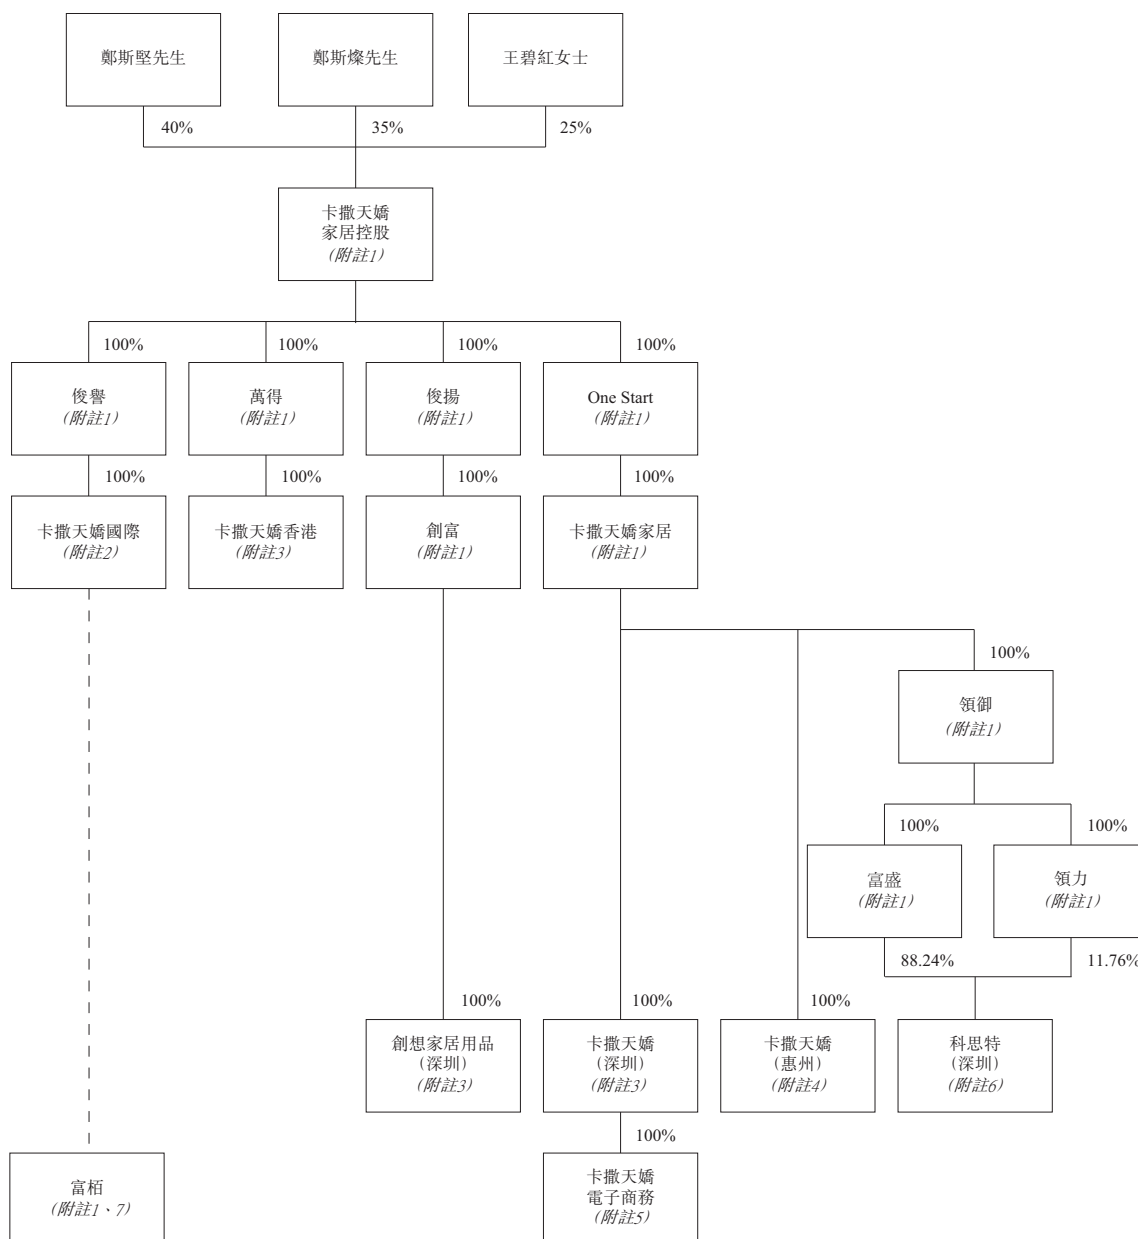 鄭斯堅先生
鄭斯燦先生
王碧紅女士
40%
35%
25%
卡撒天嬌
家居控股
(附註1)
100%
100%
100%
100%
俊譽
(附註1)
萬得
(附註1)
俊揚
(附註1)
One Start
(附註1)
100%
100%
100%
100%
卡撒天嬌國際
(附註2)
卡撒天嬌香港
(附註3)
創富
(附註1)
卡撒天嬌家居
(附註1)
100%
領御
(附註1)
100%
100%
富盛
(附註1)
領力
(附註1)
88.24%
11.76%
100%
100%
100%
創想家居用品
(深圳)
(附註3)
卡撒天嬌
(深圳)
(附註3)
卡撒天嬌
(惠州)
(附註4)
科思特
(深圳)
(附註6)
100%
富栢
(附註1、7)
卡撒天嬌
電子商務
(附註5)